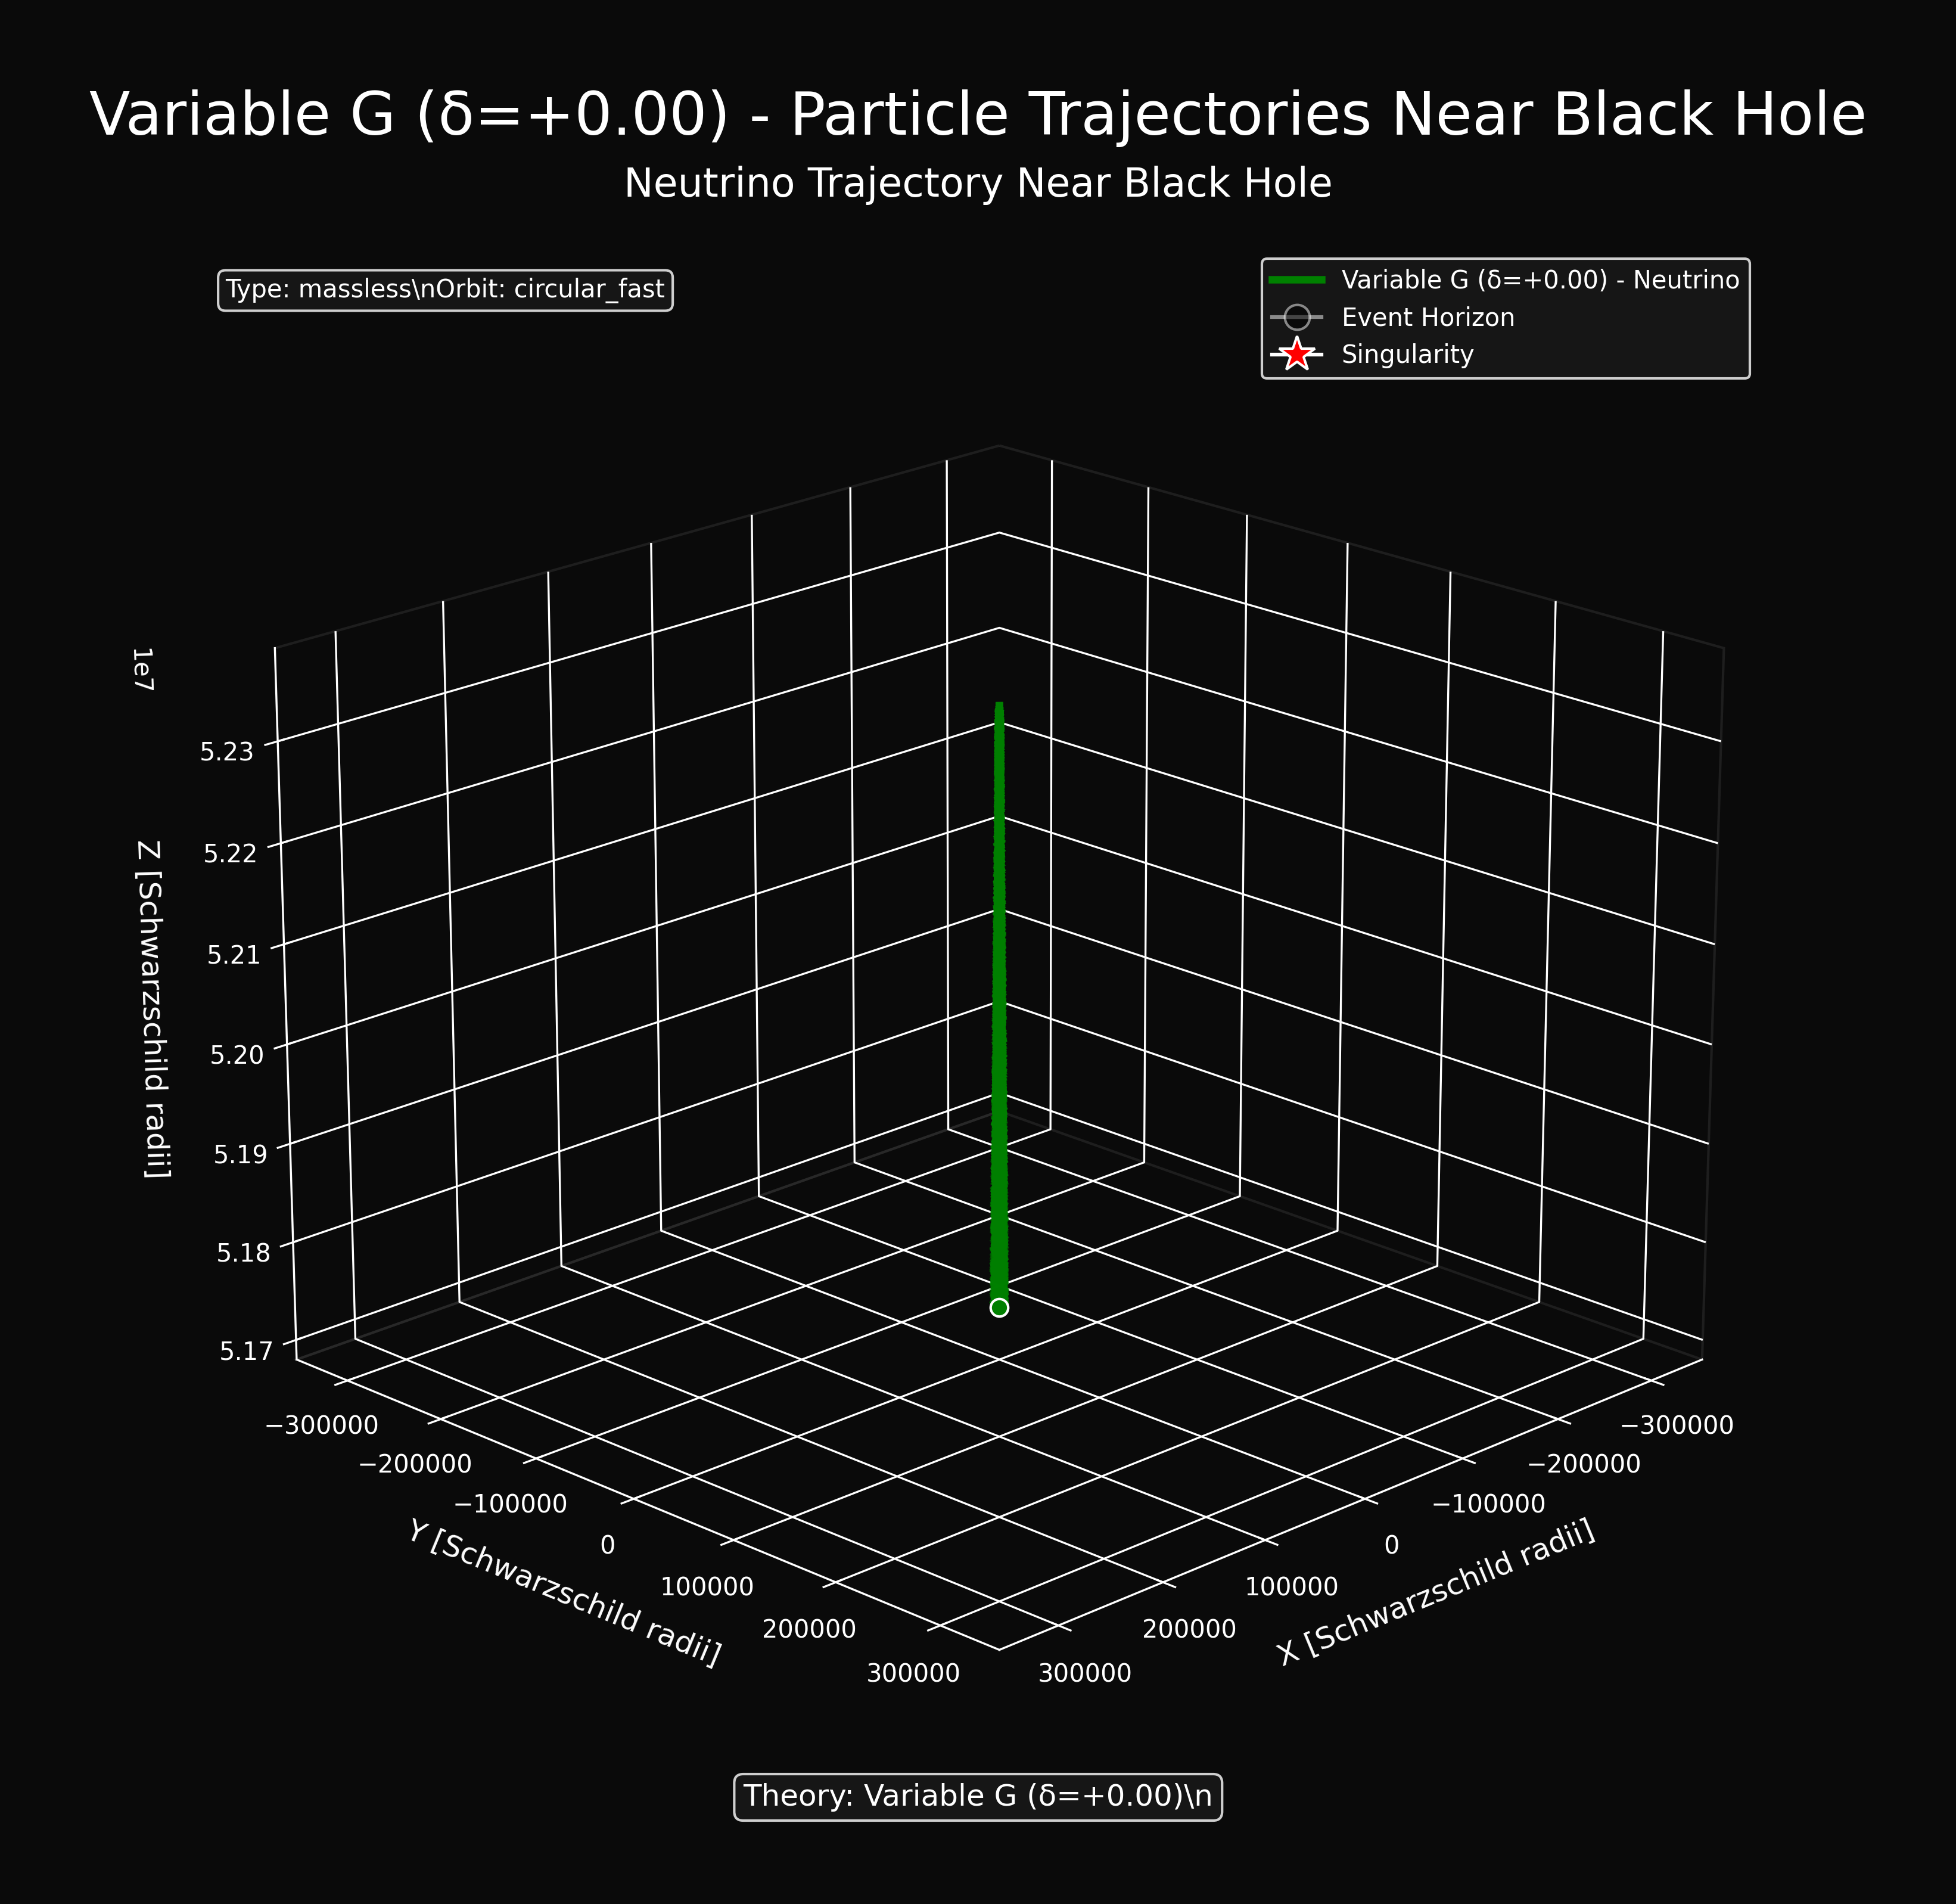 Variable G (δ=+0.00) - Particle Trajectories Near Black Hole
Neutrino Trajectory Near Black Hole
Type: massless\nOrbit: circular_fast
Variable G (δ=+0.00) - Neutrino
Event Horizon
Singularity
1e7
5.23
5.22
5.21
5.20
5.19
5.18
5.17
Z [Schwarzschild radii]
−300000
−200000
−100000
0
100000
200000
300000
Y [Schwarzschild radii]
−300000
−200000
−100000
0
100000
200000
300000
X [Schwarzschild radii]
Theory: Variable G (δ=+0.00)\n